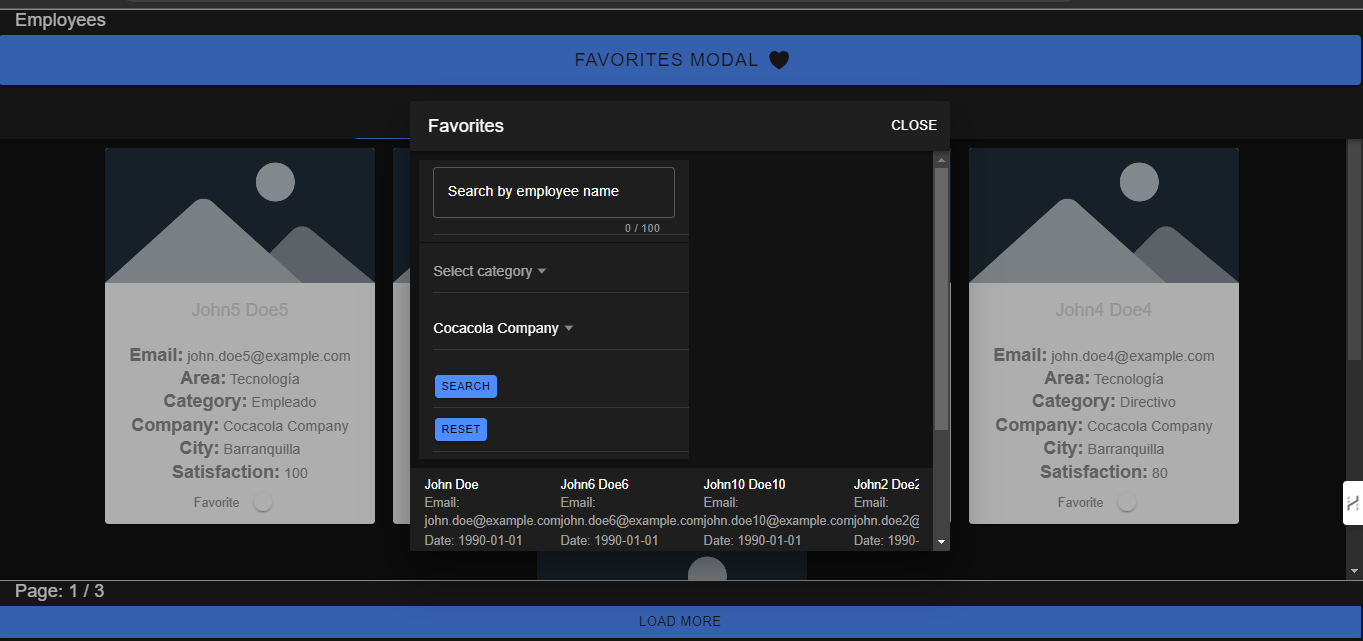 Employees
FAVORITES MODAL
Favorites
CLOSE
Search by employee name
0 / 100
Select category
Cocacola Company
SEARCH
RESET
John Doe
Email:
john.doe@example.com
Date: 1990-01-01
John6 Doe6
Email:
john.doe6@example.com
Date: 1990-01-01
John10 Doe10
Email:
john.doe10@example.com
Date: 1990-01-01
John2 Doe2
Email:
john.doe2@
Date: 1990-
John5 Doe5
Email: john.doe5@example.com
Area: Tecnología
Category: Empleado
Company: Cocacola Company
City: Barranquilla
Satisfaction: 100
Favorite
John4 Doe4
Email: john.doe4@example.com
Area: Tecnología
Category: Directivo
Company: Cocacola Company
City: Barranquilla
Satisfaction: 80
Favorite
Page: 1 / 3
LOAD MORE